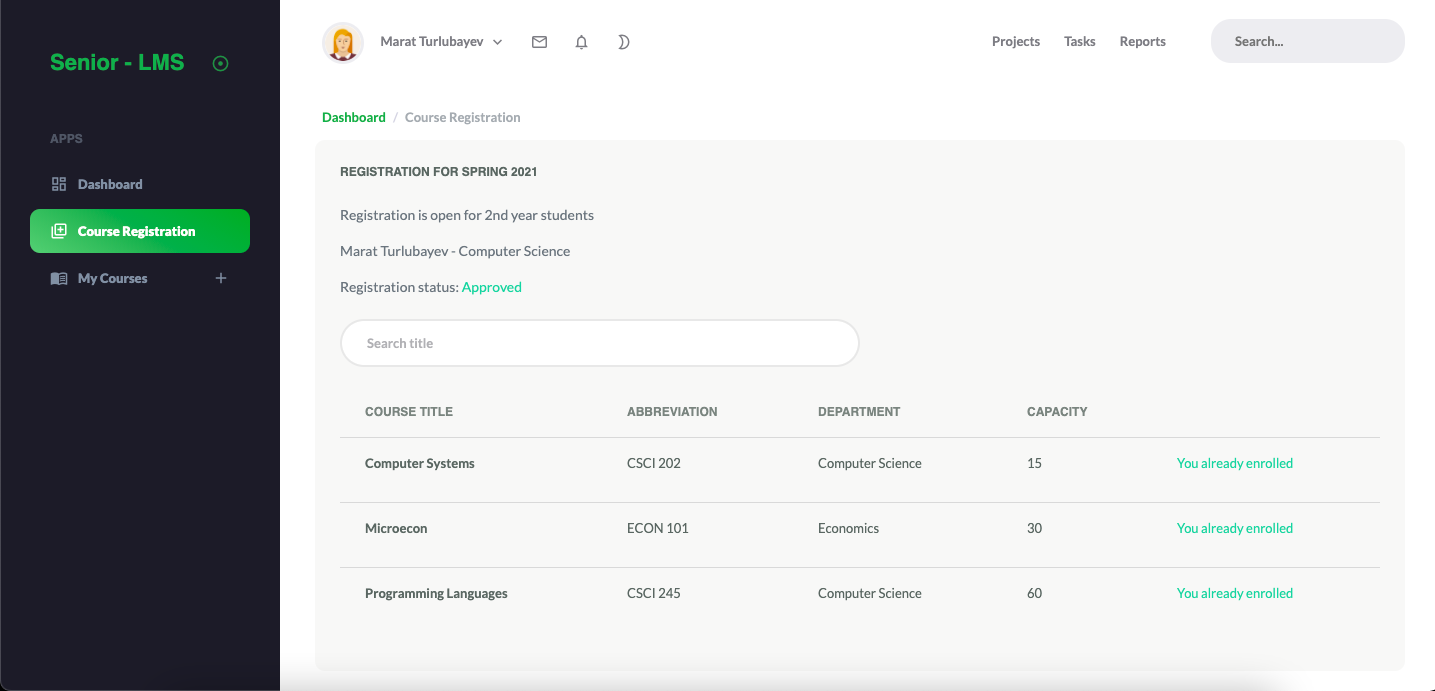 Senior - LMS
APPS
Dashboard
Course Registration
My Courses
Marat Turlubayev
Projects Tasks Reports Search...
Dashboard / Course Registration
REGISTRATION FOR SPRING 2021
Registration is open for 2nd year students
Marat Turlubayev - Computer Science
Registration status: Approved
Search title
COURSE TITLE ABBREVIATION DEPARTMENT CAPACITY
Computer Systems CSCI 202 Computer Science 15 You already enrolled
Microecon ECON 101 Economics 30 You already enrolled
Programming Languages CSCI 245 Computer Science 60 You already enrolled